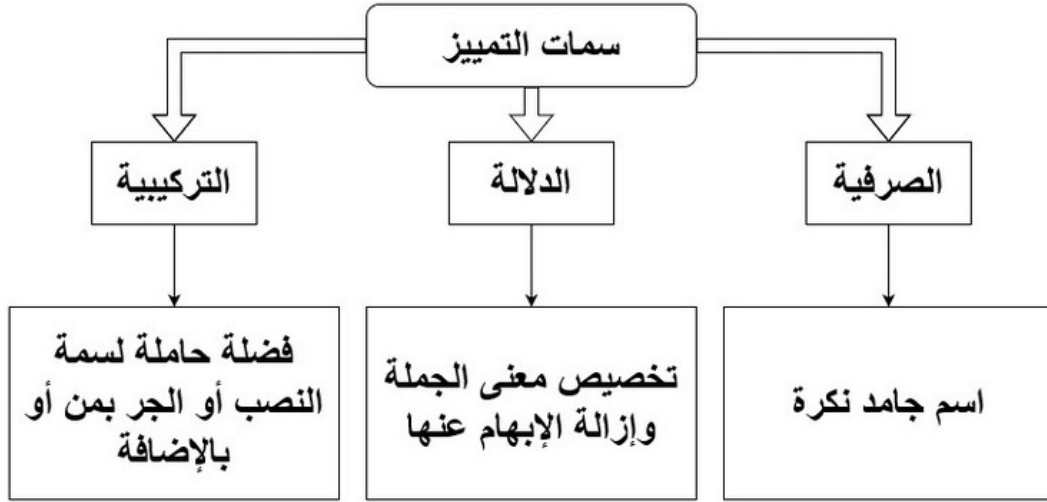 سمات التمييز
الصرفية
الدلالة
التركيبية
اسم جامد نكرة
تخصيص معنى الجملة
وإزالة الإبهام عنها
فضلة حاملة لسمة
النصب أو الجر بمن أو
بالإضافة